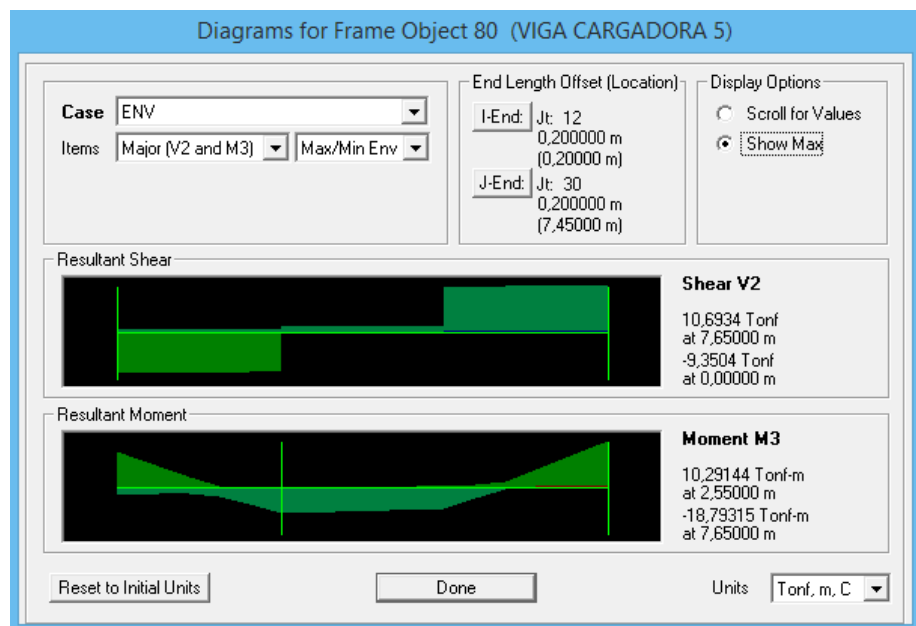 Diagrams for Frame Object 80 (VIGA CARGADORA 5)
Case ENV
Items Major (V2 and M3) Max/Min Env
End Length Offset (Location)
I-End: Jt: 12
0,200000 m
(0,20000 m)
J-End: Jt: 30
0,200000 m
(7,45000 m)
Display Options
Scroll for Values
Show Max
Resultant Shear
Shear V2
10,6934 Tonf
at 7,65000 m
-9,3504 Tonf
at 0,00000 m
Resultant Moment
Moment M3
10,29144 Tonf-m
at 2,55000 m
-18,79315 Tonf-m
at 7,65000 m
Reset to Initial Units
Done
Units Tonf, m, C